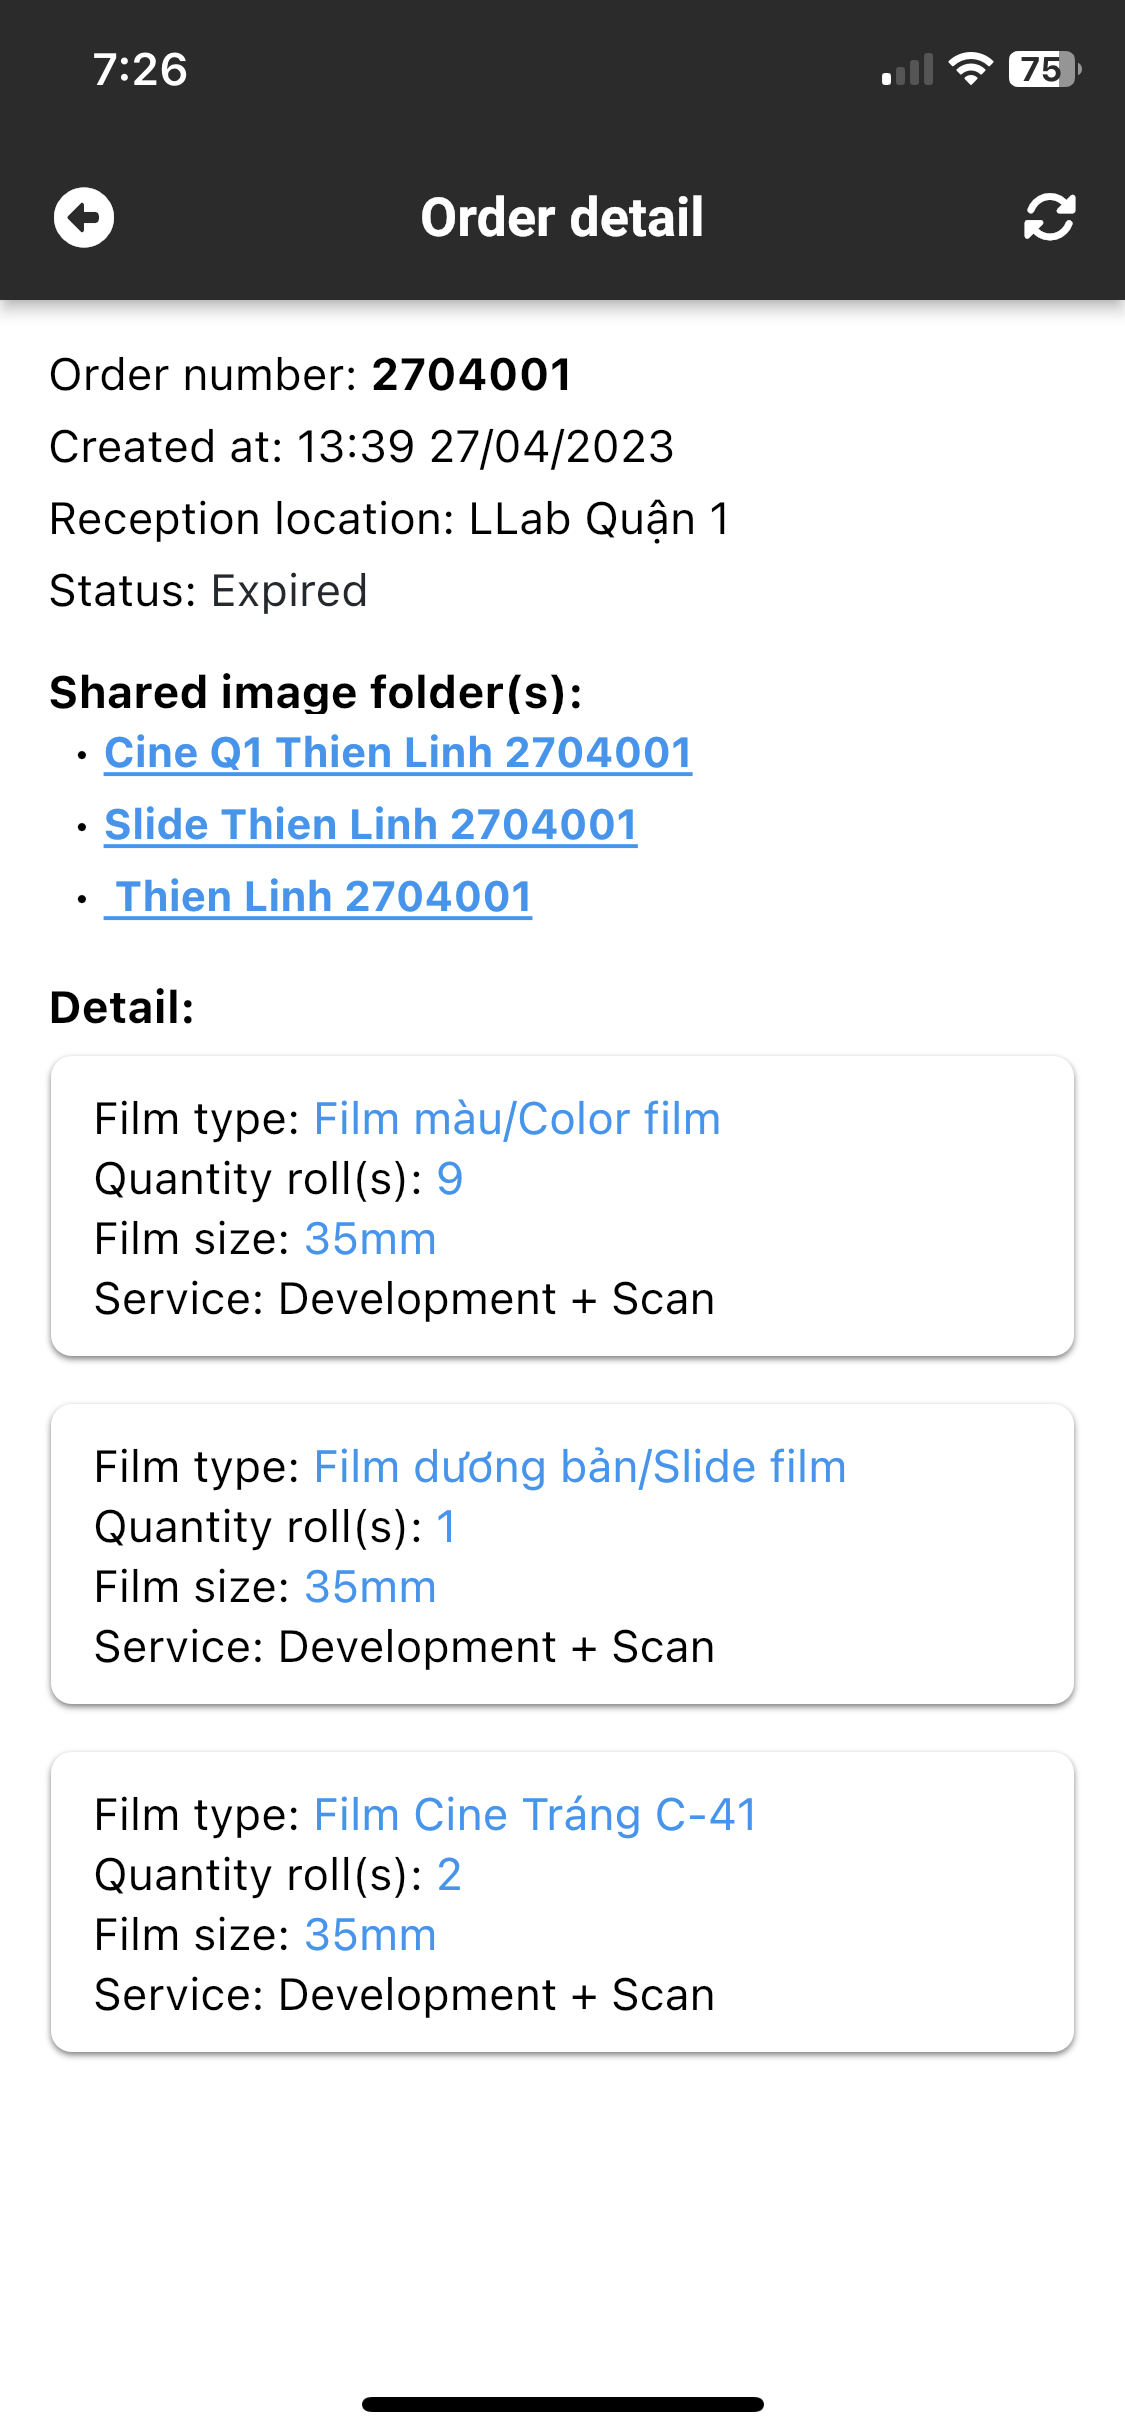 7:26
75
Order detail
Order number: 2704001
Created at: 13:39 27/04/2023
Reception location: LLab Quận 1
Status: Expired
Shared image folder(s):
• Cine Q1 Thien Linh 2704001
• Slide Thien Linh 2704001
• Thien Linh 2704001
Detail:
Film type: Film màu/Color film
Quantity roll(s): 9
Film size: 35mm
Service: Development + Scan
Film type: Film dương bản/Slide film
Quantity roll(s): 1
Film size: 35mm
Service: Development + Scan
Film type: Film Cine Tráng C-41
Quantity roll(s): 2
Film size: 35mm
Service: Development + Scan